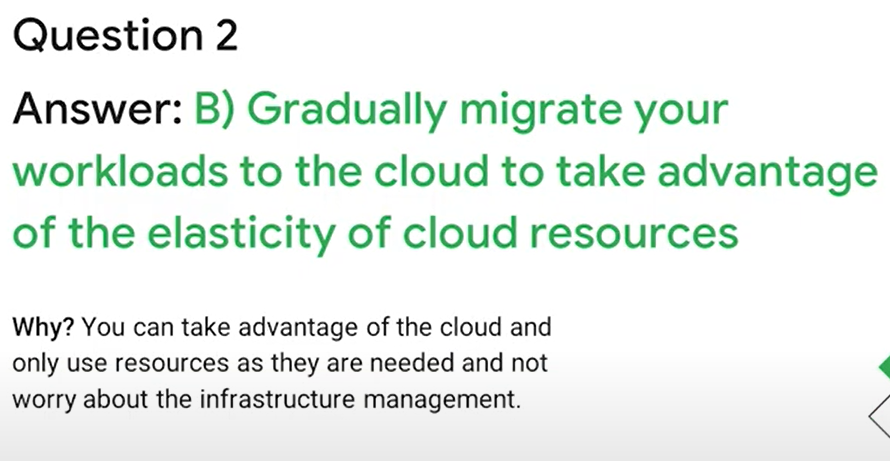 Question 2
Answer: B) Gradually migrate your
workloads to the cloud to take advantage
of the elasticity of cloud resources
Why? You can take advantage of the cloud and
only use resources as they are needed and not
worry about the infrastructure management.